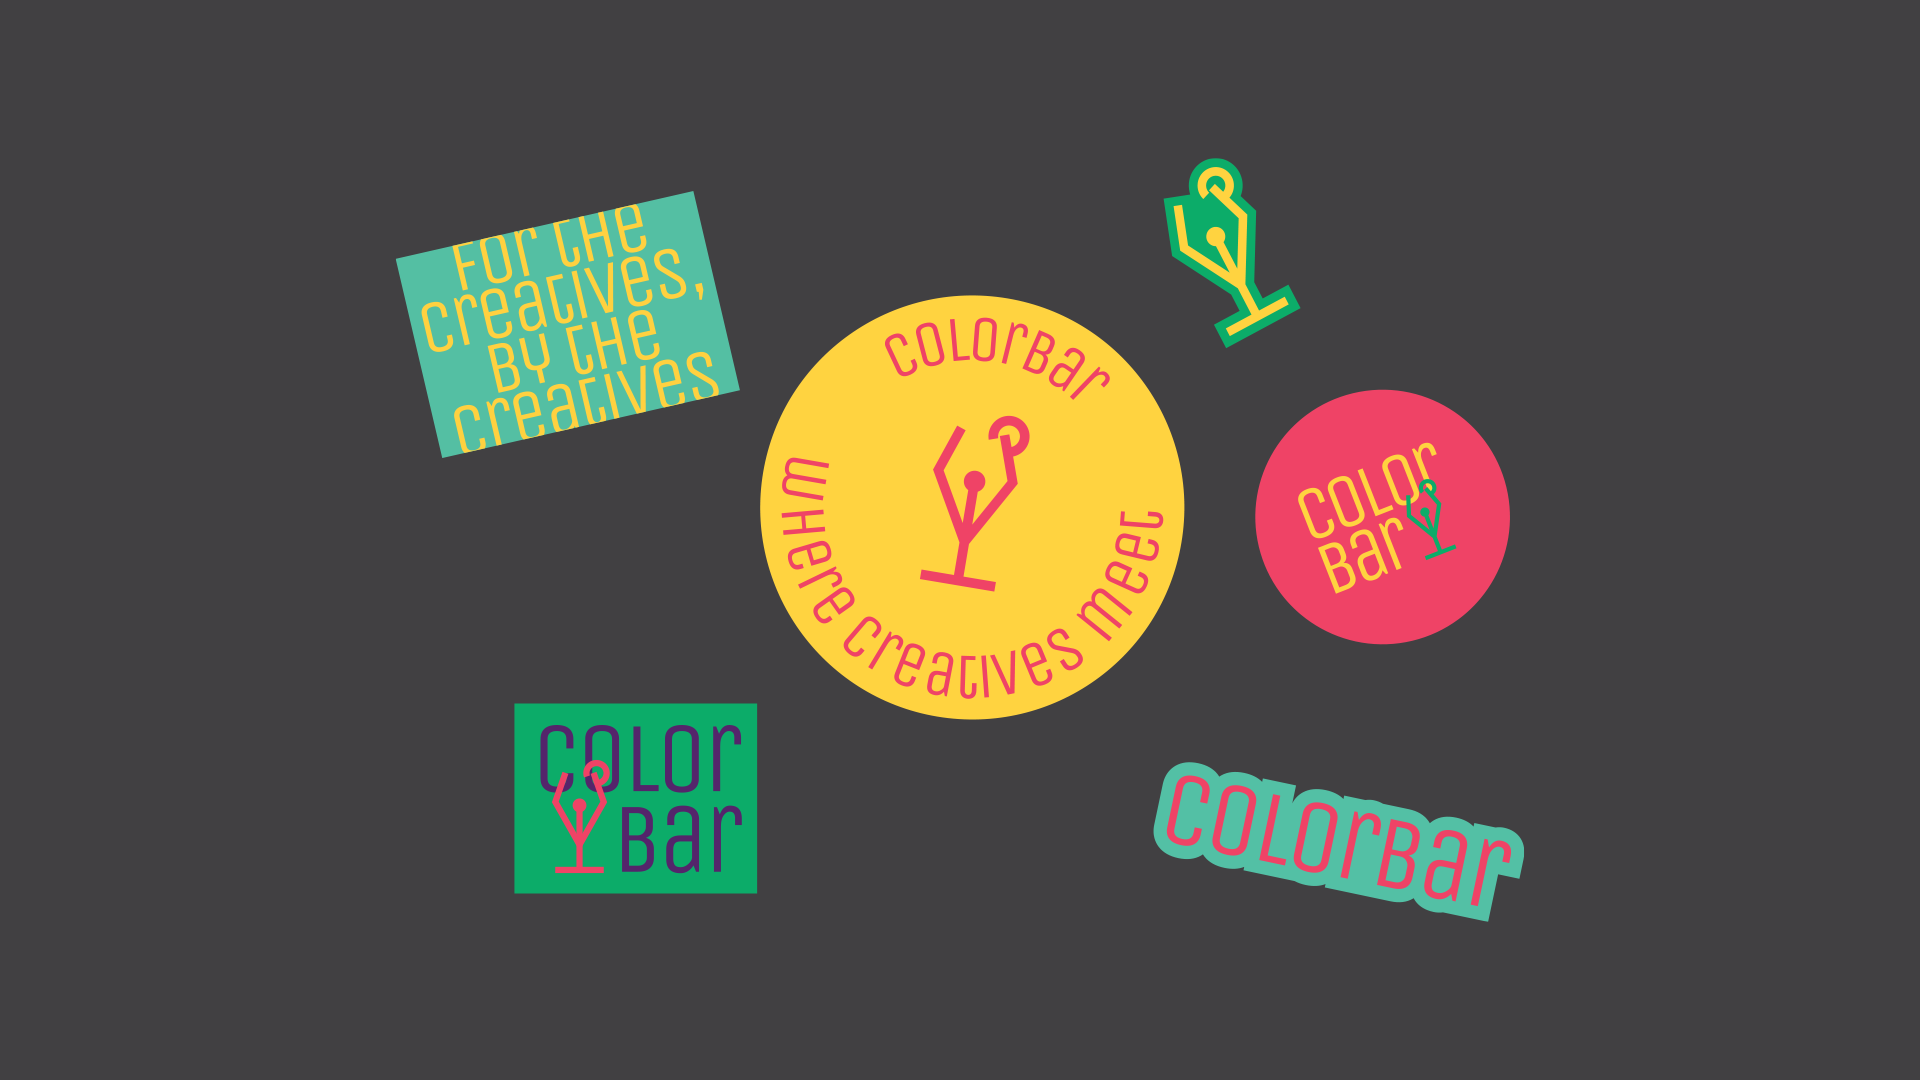 FOR THE
CREATIVES,
BY THE
CREATIVES
COLORBAR
WHERE CREATIVES MEET
COLOR
BAR
COLOR
BAR
COLORBAR